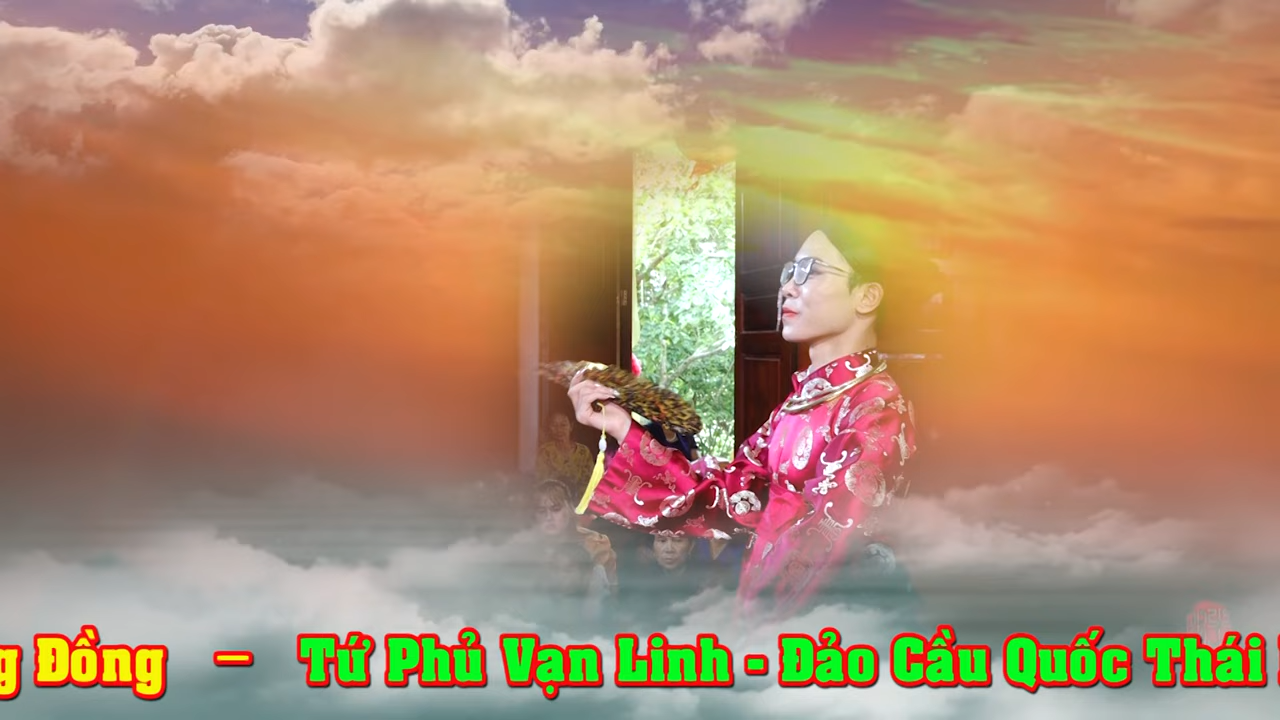 g Đồng – Tứ Phủ Vạn Linh - Đảo Cầu Quốc Thái